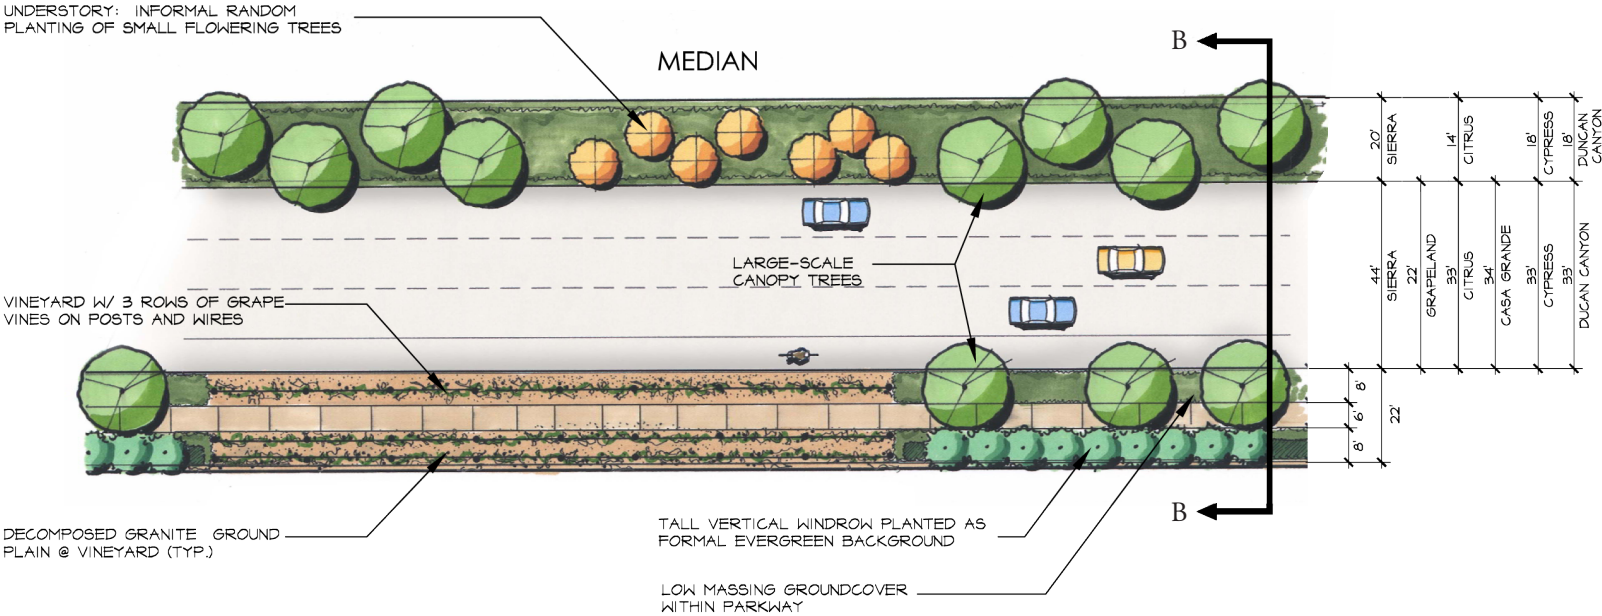 UNDERSTORY: INFORMAL RANDOM
PLANTING OF SMALL FLOWERING TREES
MEDIAN
B
20'
SIERRA
14'
CITRUS
18'
CYPRESS
18'
DUNCAN
CANYON
LARGE-SCALE
CANOPY TREES
44'
SIERRA
22'
GRAPELAND
33'
CITRUS
34'
CASA GRANDE
33'
CYPRESS
33'
DUCAN CANYON
VINEYARD W/ 3 ROWS OF GRAPE
VINES ON POSTS AND WIRES
8'
6'
8'
22'
B
DECOMPOSED GRANITE GROUND
PLAIN @ VINEYARD (TYP.)
TALL VERTICAL WINDROW PLANTED AS
FORMAL EVERGREEN BACKGROUND
LOW MASSING GROUNDCOVER
WITHIN PARKWAY